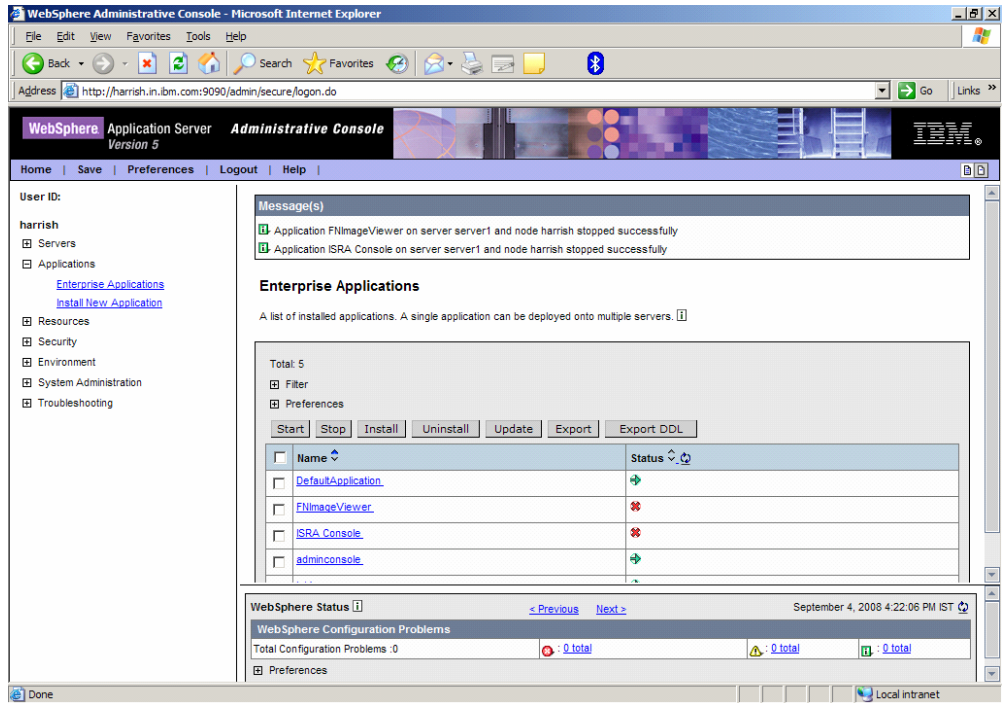 WebSphere Administrative Console - Microsoft Internet Explorer
File Edit View Favorites Tools Help
Back Search Favorites
Address http://harrish.in.ibm.com:9090/admin/secure/logon.do Go Links »
WebSphere Application Server Administrative Console
Version 5
IBM
Home | Save | Preferences | Logout | Help |
User ID:
harrish
Servers
Applications
Enterprise Applications
Install New Application
Resources
Security
Environment
System Administration
Troubleshooting
Message(s)
Application FNImageViewer on server server1 and node harrish stopped successfully
Application ISRA Console on server server1 and node harrish stopped successfully
Enterprise Applications
A list of installed applications. A single application can be deployed onto multiple servers. i
Total: 5
Filter
Preferences
Start Stop Install Uninstall Update Export Export DDL
Name Status
DefaultApplication
FNImageViewer
ISRA Console
adminconsole
WebSphere Status i < Previous Next > September 4, 2008 4:22:06 PM IST
WebSphere Configuration Problems
Total Configuration Problems :0 : 0 total : 0 total : 0 total
Preferences
Done Local intranet